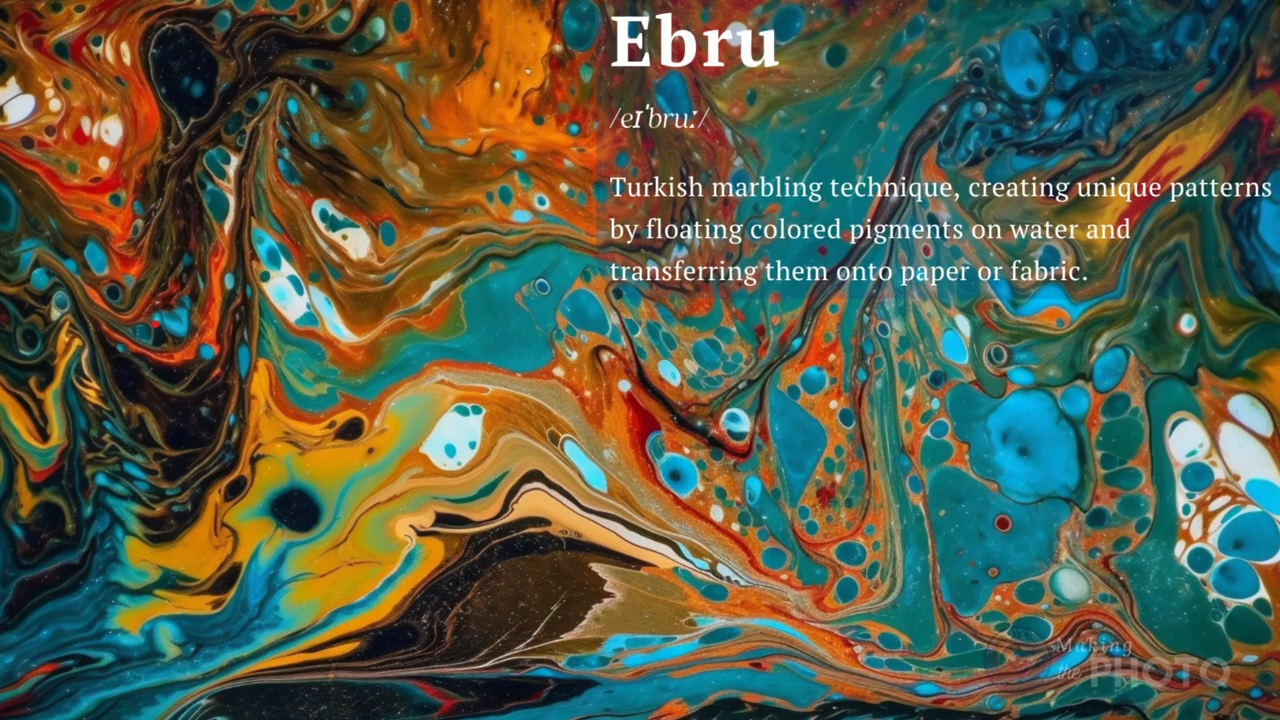 Ebru
/eɪˈbruː/
Turkish marbling technique, creating unique patterns
by floating colored pigments on water and
transferring them onto paper or fabric.
Making
the PHOTO